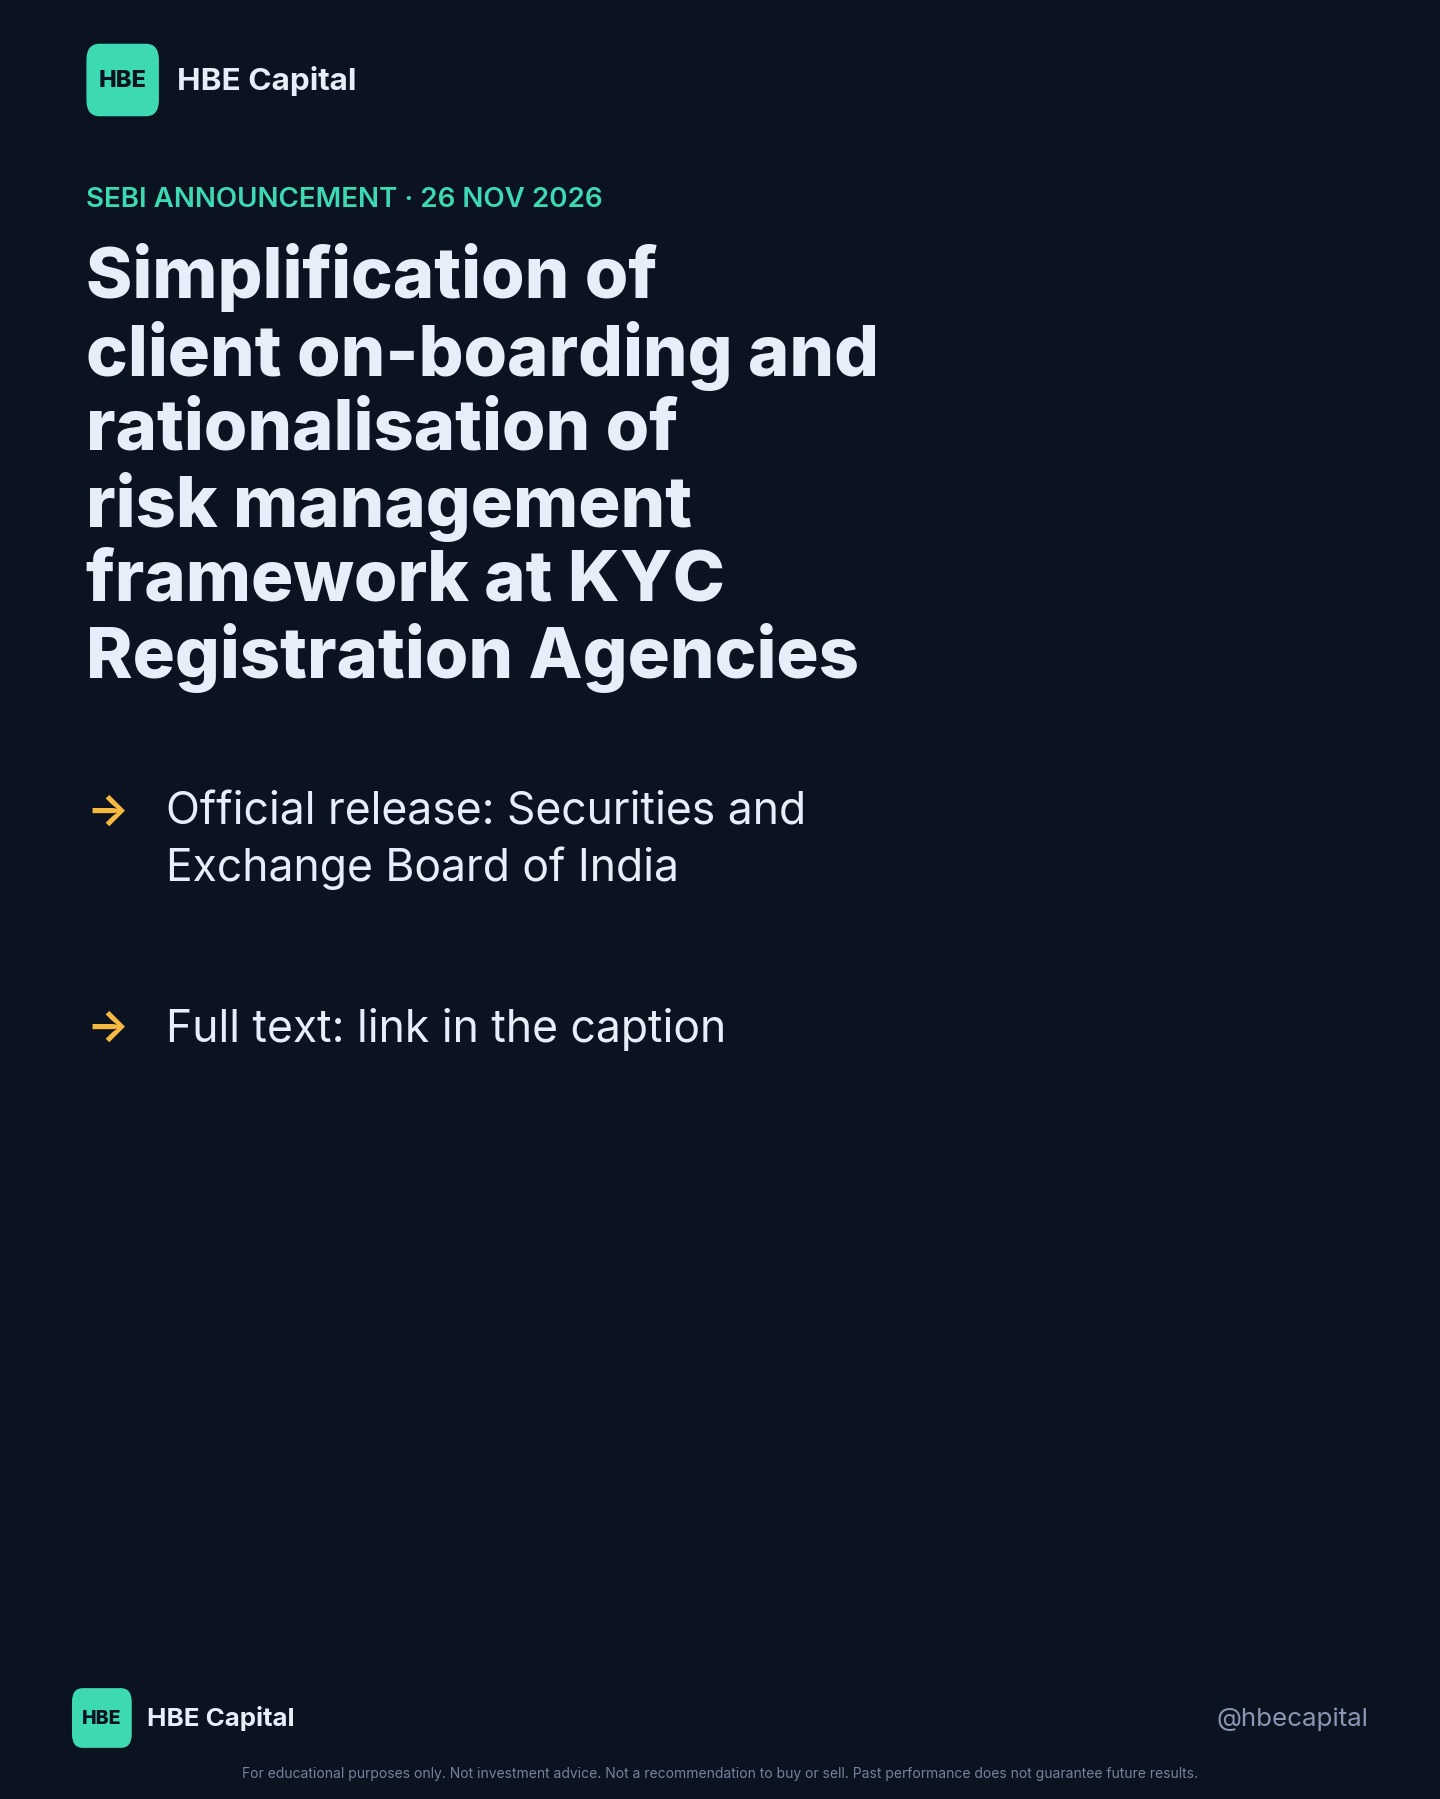 HBE
HBE Capital
SEBI ANNOUNCEMENT · 26 NOV 2026
Simplification of
client on-boarding and
rationalisation of
risk management
framework at KYC
Registration Agencies
→ Official release: Securities and
Exchange Board of India
→ Full text: link in the caption
HBE
HBE Capital
@hbecapital
For educational purposes only. Not investment advice. Not a recommendation to buy or sell. Past performance does not guarantee future results.